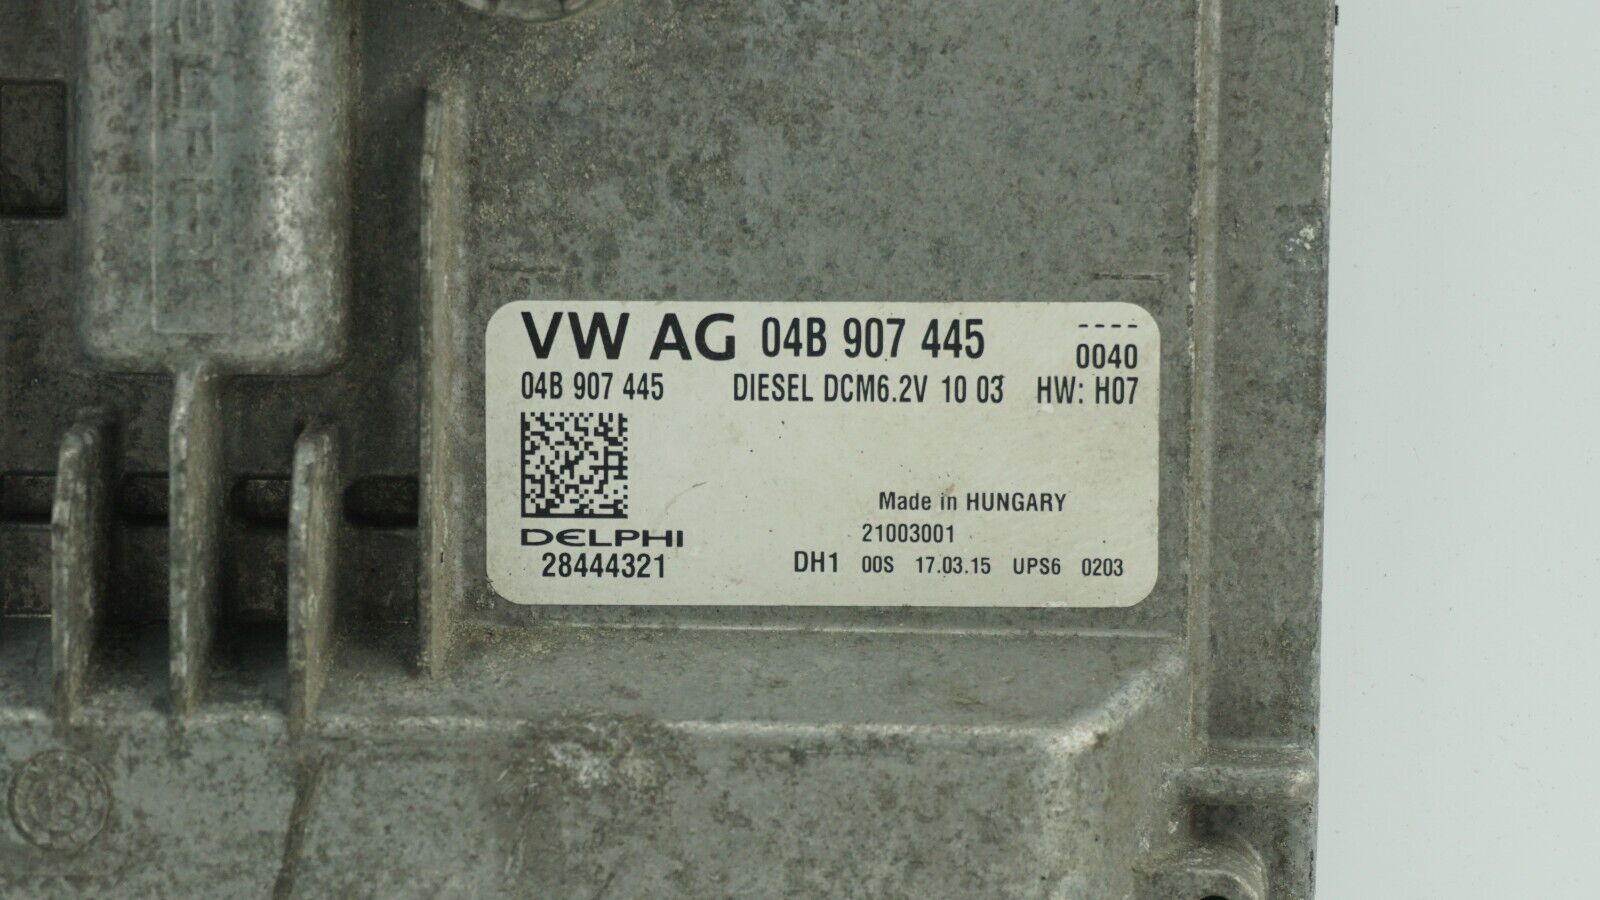 VW AG 04B 907 445 ----
0040
04B 907 445 DIESEL DCM6.2V 10 03 HW: H07
Made in HUNGARY
DELPHI 21003001
28444321 DH1 00S 17.03.15 UPS6 0203